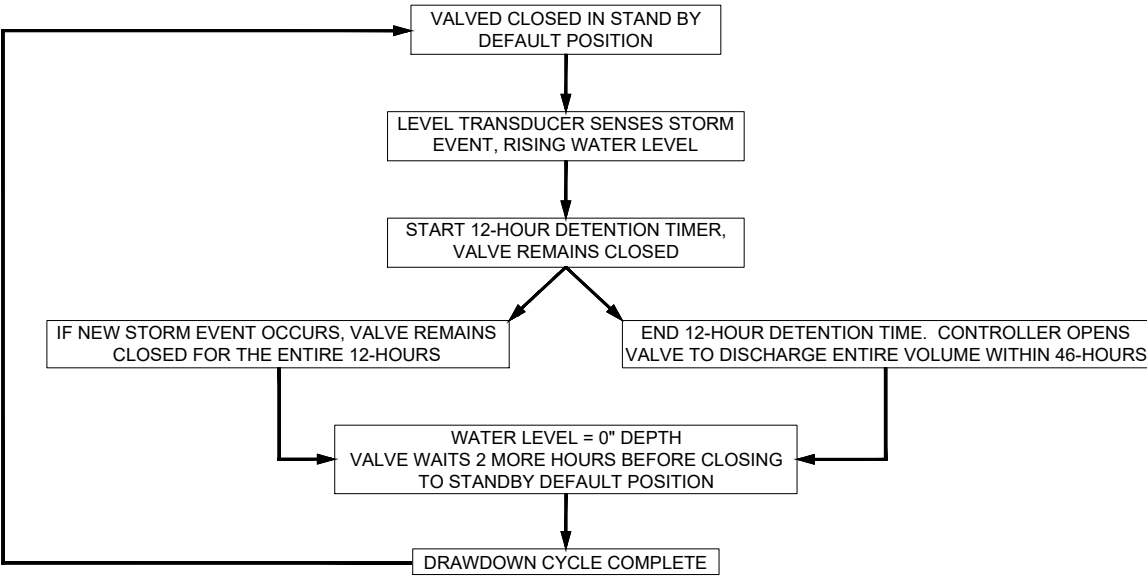 VALVED CLOSED IN STAND BY
DEFAULT POSITION
LEVEL TRANSDUCER SENSES STORM
EVENT, RISING WATER LEVEL
START 12-HOUR DETENTION TIMER,
VALVE REMAINS CLOSED
IF NEW STORM EVENT OCCURS, VALVE REMAINS
CLOSED FOR THE ENTIRE 12-HOURS
END 12-HOUR DETENTION TIME. CONTROLLER OPENS
VALVE TO DISCHARGE ENTIRE VOLUME WITHIN 46-HOURS
WATER LEVEL = 0" DEPTH
VALVE WAITS 2 MORE HOURS BEFORE CLOSING
TO STANDBY DEFAULT POSITION
DRAWDOWN CYCLE COMPLETE